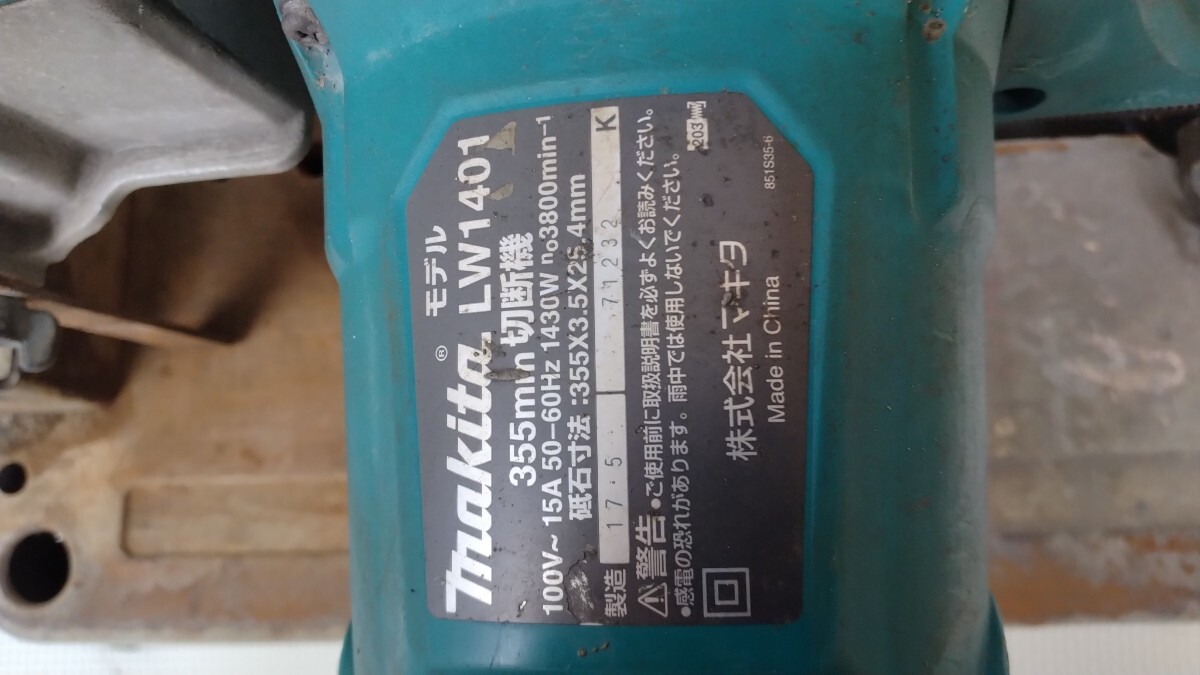 モデル
makita® LW1401
355mm 切断機
100V~ 15A 50-60Hz 1430W n₀3800min⁻¹
砥石寸法:355X3.5X25.4mm
製造 17・5 71232 K
警告 •ご使用前に取扱説明書を必ずよくお読みください。
•感電の恐れがあります。雨中では使用しないでください。
203
株式会社マキタ
Made in China
851S35-6